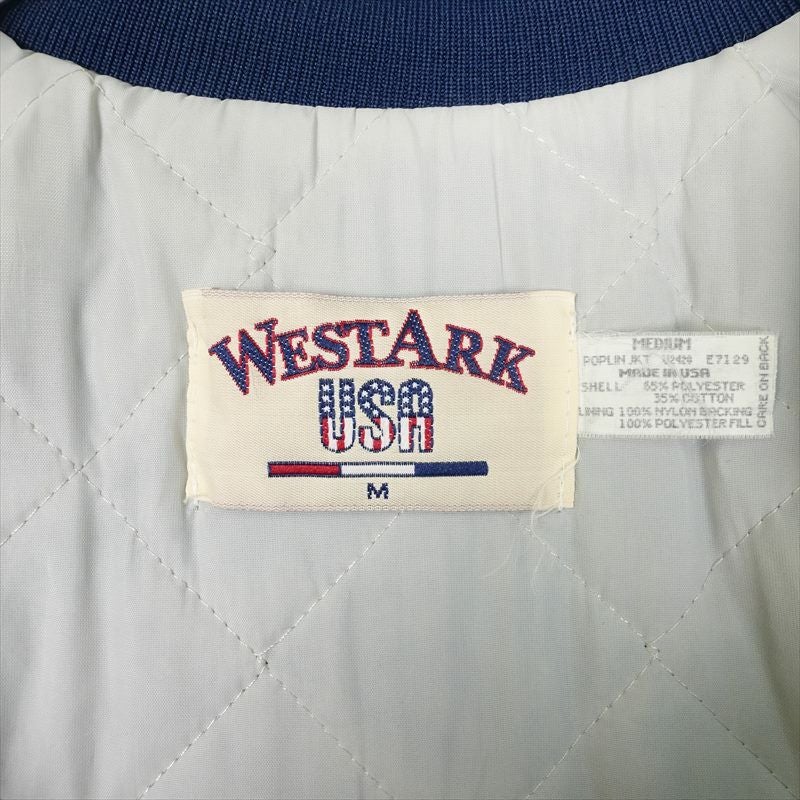 WESTARK
USA
M
MEDIUM
POPLIN JKT E7129
MADE IN USA
SHELL 65% POLYESTER
35% COTTON
LINING 100% NYLON BACKING
100% POLYESTER FILL
CARE ON BACK